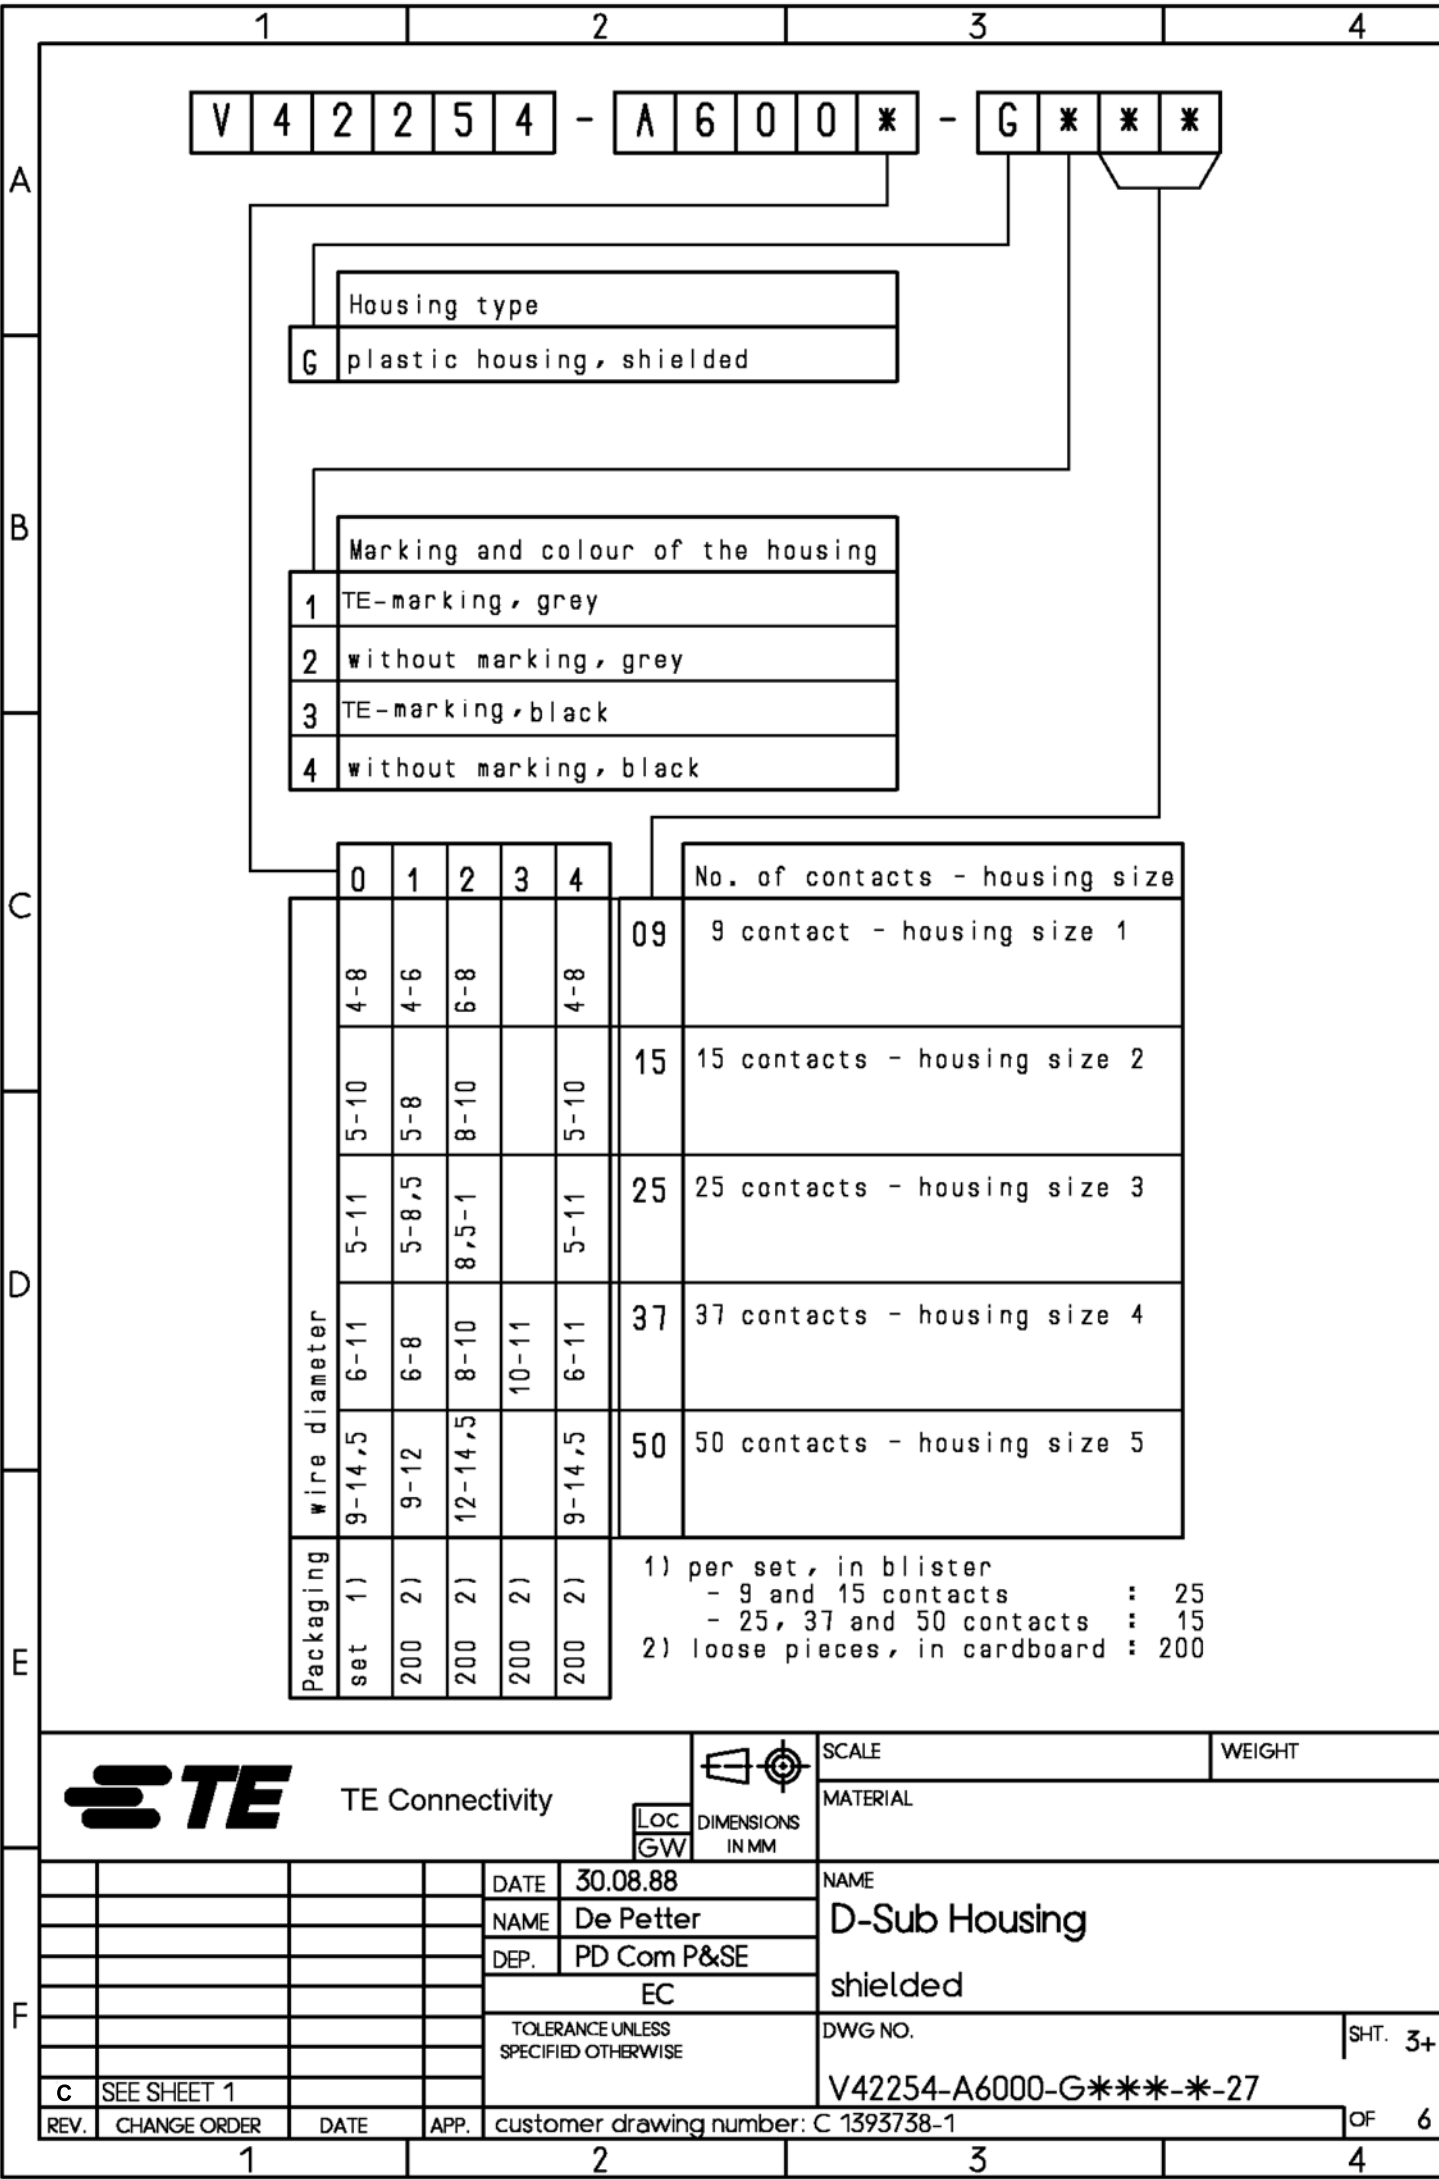 1 2 3 4
V42254-A600*-G***
A
Housing type
G plastic housing, shielded
B
Marking and colour of the housing
1 TE-marking, grey
2 without marking, grey
3 TE-marking, black
4 without marking, black
C
0 1 2 3 4 No. of contacts - housing size
4-8 4-6 6-8 4-8 09 9 contact - housing size 1
5-10 5-8 8-10 5-10 15 15 contacts - housing size 2
5-11 5-8,5 8,5-1 5-11 25 25 contacts - housing size 3
D
wire diameter
6-11 6-8 8-10 10-11 6-11 37 37 contacts - housing size 4
9-14,5 9-12 12-14,5 9-14,5 50 50 contacts - housing size 5
Packaging set 1) 200 2) 200 2) 200 2) 200 2)
1) per set, in blister
- 9 and 15 contacts : 25
- 25, 37 and 50 contacts : 15
2) loose pieces, in cardboard : 200
E
TE TE Connectivity
Loc
GW
DIMENSIONS
IN MM
SCALE
WEIGHT
MATERIAL
DATE 30.08.88
NAME De Petter
DEP. PD Com P&SE
EC
NAME
D-Sub Housing
shielded
F
TOLERANCE UNLESS
SPECIFIED OTHERWISE
DWG NO.
V42254-A6000-G***-*-27
SHT. 3+
OF 6
C SEE SHEET 1
REV. CHANGE ORDER DATE APP. customer drawing number: C 1393738-1
1 2 3 4